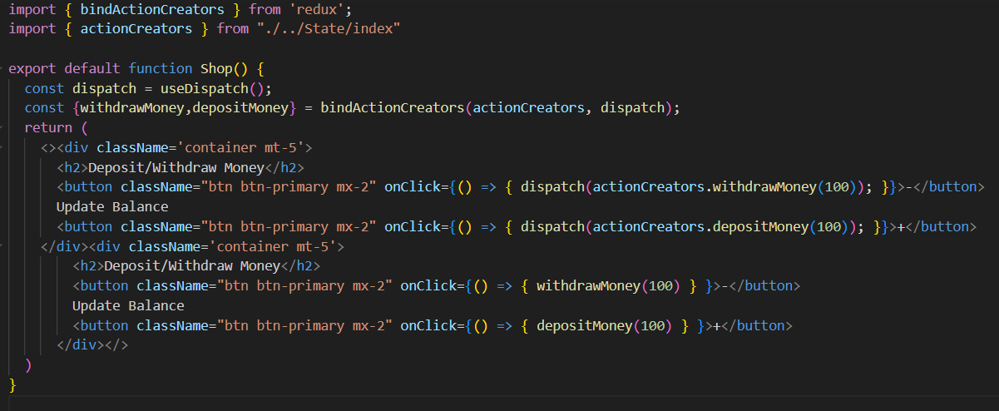 import { bindActionCreators } from 'redux';
import { actionCreators } from "./../State/index"

export default function Shop() {
  const dispatch = useDispatch();
  const {withdrawMoney,depositMoney} = bindActionCreators(actionCreators, dispatch);
  return (
    <><div className='container mt-5'>
      <h2>Deposit/Withdraw Money</h2>
      <button className="btn btn-primary mx-2" onClick={() => { dispatch(actionCreators.withdrawMoney(100)); }}>-</button>
      Update Balance
      <button className="btn btn-primary mx-2" onClick={() => { dispatch(actionCreators.depositMoney(100)); }}>+</button>
    </div><div className='container mt-5'>
        <h2>Deposit/Withdraw Money</h2>
        <button className="btn btn-primary mx-2" onClick={() => { withdrawMoney(100) } }>-</button>
        Update Balance
        <button className="btn btn-primary mx-2" onClick={() => { depositMoney(100) } }>+</button>
      </div></>
  )
}